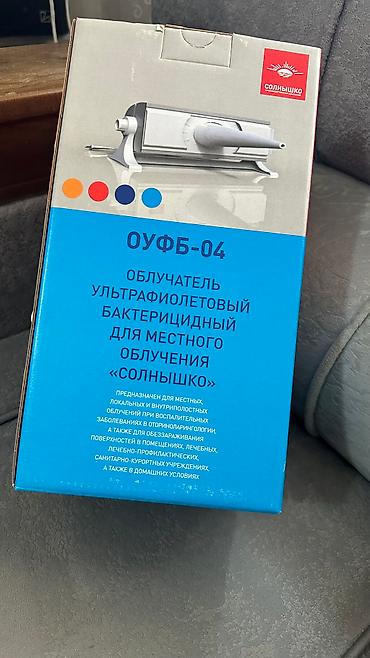 СОЛНЫШКО
ОУФБ-04
ОБЛУЧАТЕЛЬ
УЛЬТРАФИОЛЕТОВЫЙ
БАКТЕРИЦИДНЫЙ
ДЛЯ МЕСТНОГО
ОБЛУЧЕНИЯ
«СОЛНЫШКО»
ПРЕДНАЗНАЧЕН ДЛЯ МЕСТНЫХ,
ЛОКАЛЬНЫХ И ВНУТРИПОЛОСТНЫХ
ОБЛУЧЕНИЙ ПРИ ВОСПАЛИТЕЛЬНЫХ
ЗАБОЛЕВАНИЯХ В ОТОРИНОЛАРИНГОЛОГИИ,
А ТАКЖЕ ДЛЯ ОБЕЗЗАРАЖИВАНИЯ
ПОВЕРХНОСТЕЙ В ПОМЕЩЕНИЯХ, ЛЕЧЕБНЫХ,
ЛЕЧЕБНО-ПРОФИЛАКТИЧЕСКИХ,
САНИТАРНО-КУРОРТНЫХ УЧРЕЖДЕНИЯХ,
А ТАКЖЕ В ДОМАШНИХ УСЛОВИЯХ